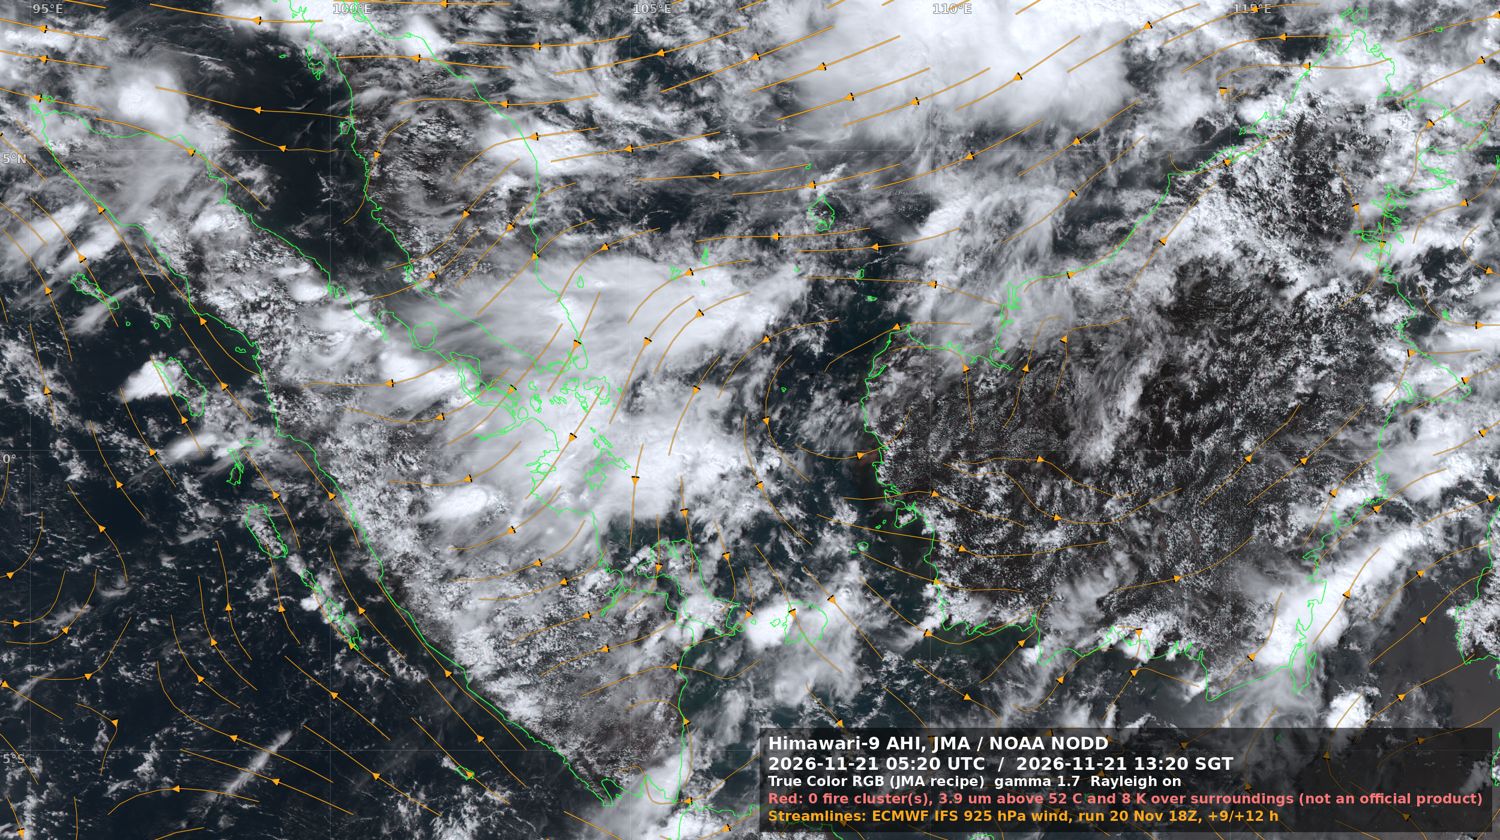 95°E 100°E 105°E 110°E 115°E
5°N
0°
5°S
Himawari-9 AHI, JMA / NOAA NODD
2026-11-21 05:20 UTC / 2026-11-21 13:20 SGT
True Color RGB (JMA recipe) gamma 1.7 Rayleigh on
Red: 0 fire cluster(s), 3.9 um above 52 C and 8 K over surroundings (not an official product)
Streamlines: ECMWF IFS 925 hPa wind, run 20 Nov 18Z, +9/+12 h